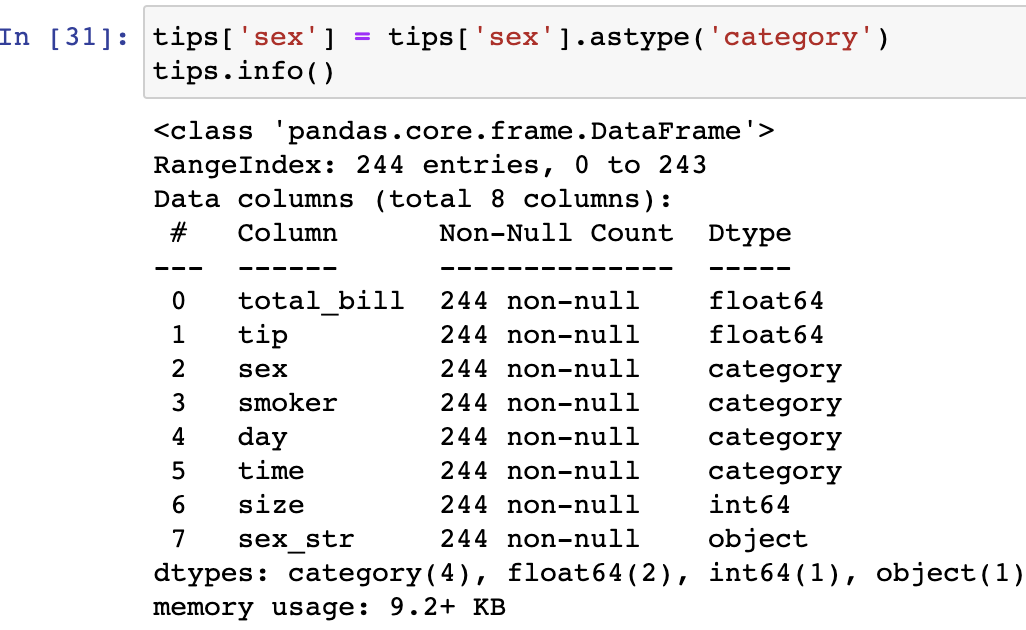 In [31]: tips['sex'] = tips['sex'].astype('category')
tips.info()
<class 'pandas.core.frame.DataFrame'>
RangeIndex: 244 entries, 0 to 243
Data columns (total 8 columns):
 #   Column      Non-Null Count  Dtype
---  ------      --------------  -----
 0   total_bill  244 non-null    float64
 1   tip         244 non-null    float64
 2   sex         244 non-null    category
 3   smoker      244 non-null    category
 4   day         244 non-null    category
 5   time        244 non-null    category
 6   size        244 non-null    int64
 7   sex_str     244 non-null    object
dtypes: category(4), float64(2), int64(1), object(1)
memory usage: 9.2+ KB